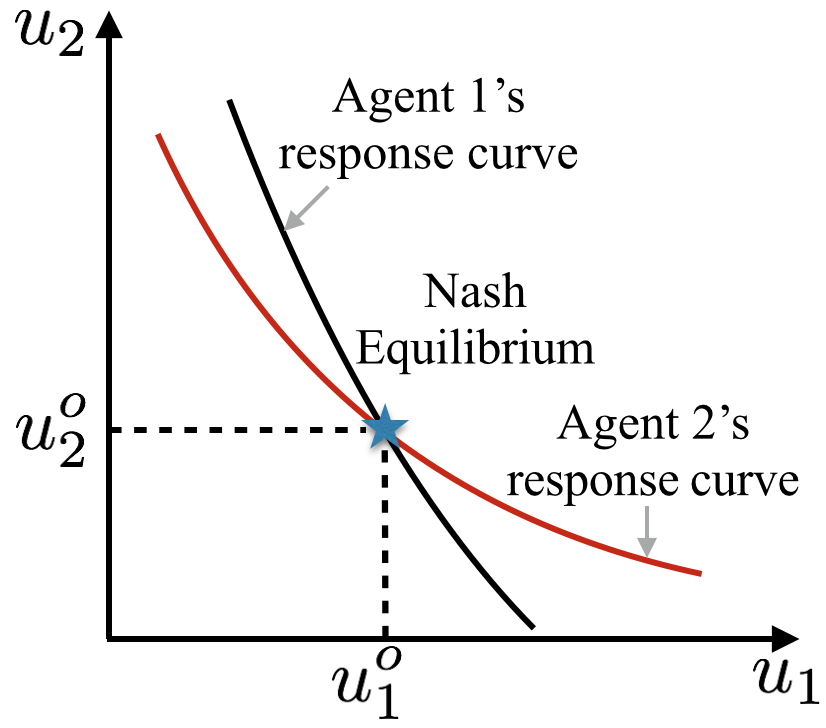 u₂
Agent 1’s
response curve
Nash
Equilibrium
u₂ᵒ
Agent 2’s
response curve
u₁ᵒ
u₁